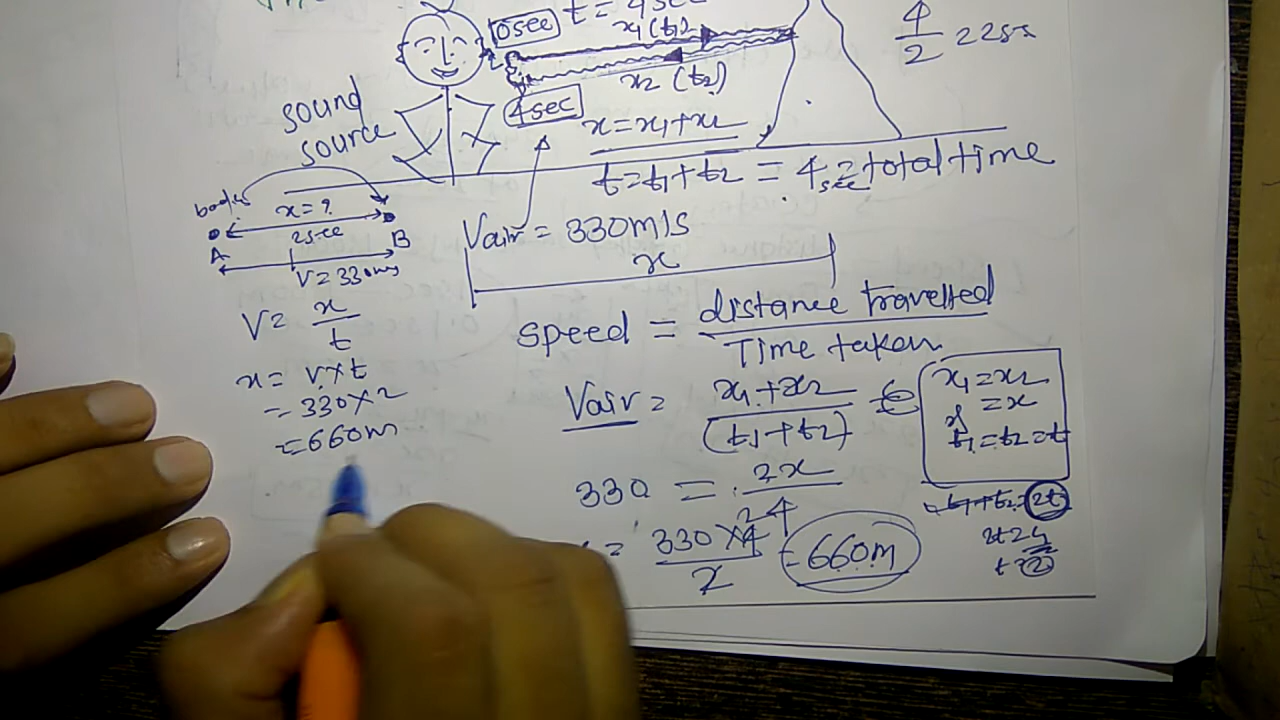 0sec
t = 4sec
x1(t1)
4/2 = 2sec
x2 (t2)
4sec
sound
source
x = x1 + x2
t = t1 + t2 = 4sec = total time
bodies
x = ?
2sec
A
B
V = 330m/s
Vair = 330m/s
x
V = x/t
speed = distance travelled / Time taken
x = v × t
= 330 × 2
= 660m
Vair = x1 + x2 / (t1 + t2)
x1 = x2
= x
t1 = t2 = t
330 = 2x / 4
t1 + t2 = 2t
2t = 4
t = 2
= 330 × 4 / 2 = 660m